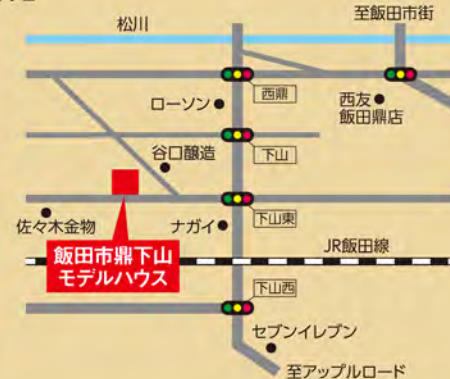 松川
至飯田市街
西鼎
ローソン
西友
飯田鼎店
下山
谷口醸造
下山東
佐々木金物
ナガイ
飯田市鼎下山
モデルハウス
JR飯田線
下山西
セブンイレブン
至アップルロード